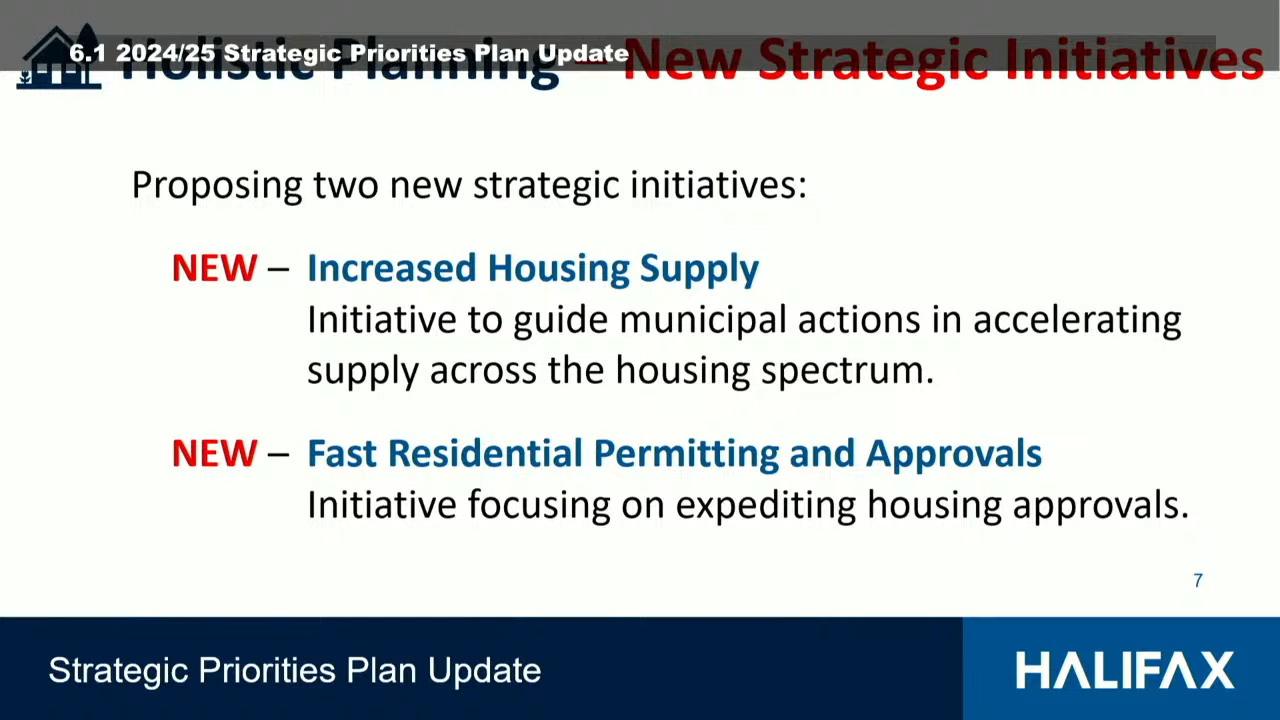 6.1 2024/25 Strategic Priorities Plan Update
Holistic Planning – New Strategic Initiatives
Proposing two new strategic initiatives:
NEW – Increased Housing Supply
Initiative to guide municipal actions in accelerating
supply across the housing spectrum.
NEW – Fast Residential Permitting and Approvals
Initiative focusing on expediting housing approvals.
7
Strategic Priorities Plan Update
HALIFAX